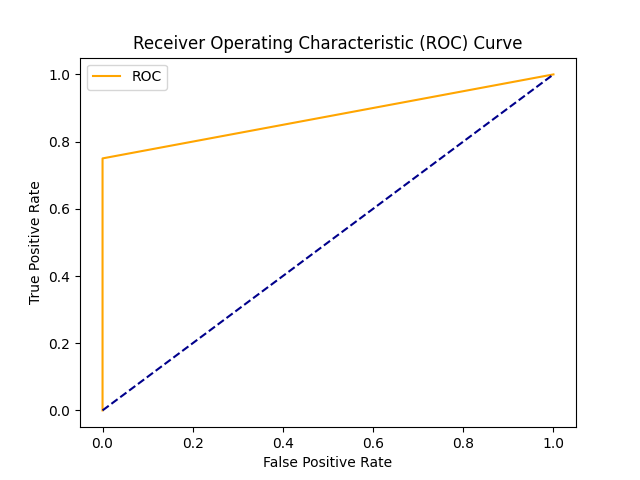 Receiver Operating Characteristic (ROC) Curve
ROC
1.0
0.8
0.6
0.4
0.2
0.0
True Positive Rate
0.0 0.2 0.4 0.6 0.8 1.0
False Positive Rate